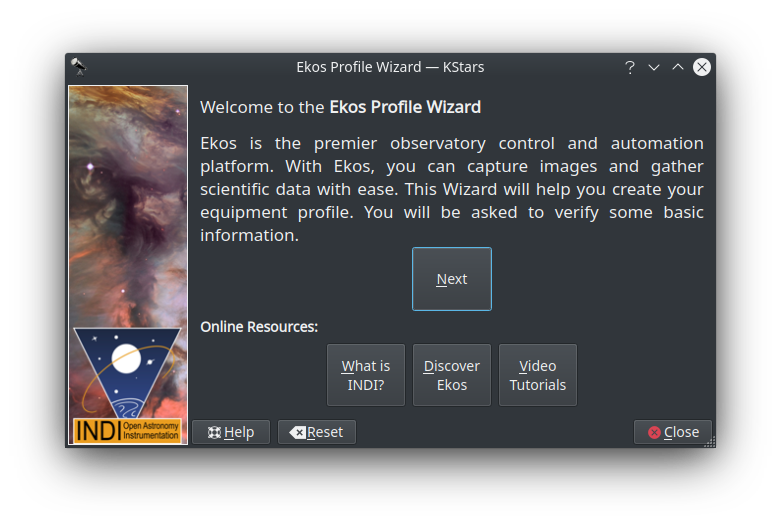 Ekos Profile Wizard — KStars
Welcome to the Ekos Profile Wizard
Ekos is the premier observatory control and automation
platform. With Ekos, you can capture images and gather
scientific data with ease. This Wizard will help you create your
equipment profile. You will be asked to verify some basic
information.
Next
Online Resources:
What is
INDI?
Discover
Ekos
Video
Tutorials
INDI
Open Astronomy
Instrumentation
Help
Reset
Close